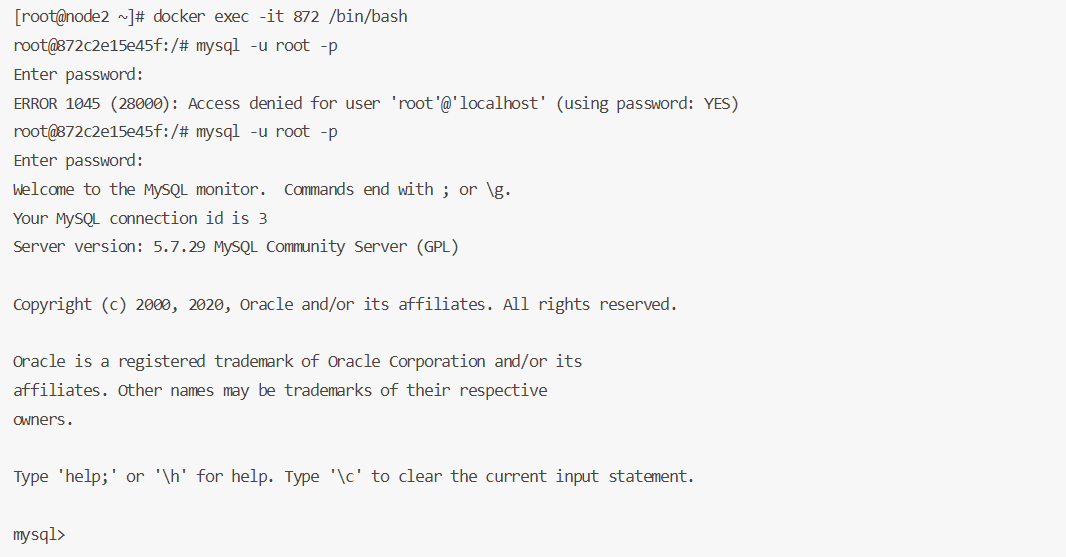 [root@node2 ~]# docker exec -it 872 /bin/bash
root@872c2e15e45f:/# mysql -u root -p
Enter password:
ERROR 1045 (28000): Access denied for user 'root'@'localhost' (using password: YES)
root@872c2e15e45f:/# mysql -u root -p
Enter password:
Welcome to the MySQL monitor.  Commands end with ; or \g.
Your MySQL connection id is 3
Server version: 5.7.29 MySQL Community Server (GPL)
Copyright (c) 2000, 2020, Oracle and/or its affiliates. All rights reserved.
Oracle is a registered trademark of Oracle Corporation and/or its
affiliates. Other names may be trademarks of their respective
owners.
Type 'help;' or '\h' for help. Type '\c' to clear the current input statement.
mysql>